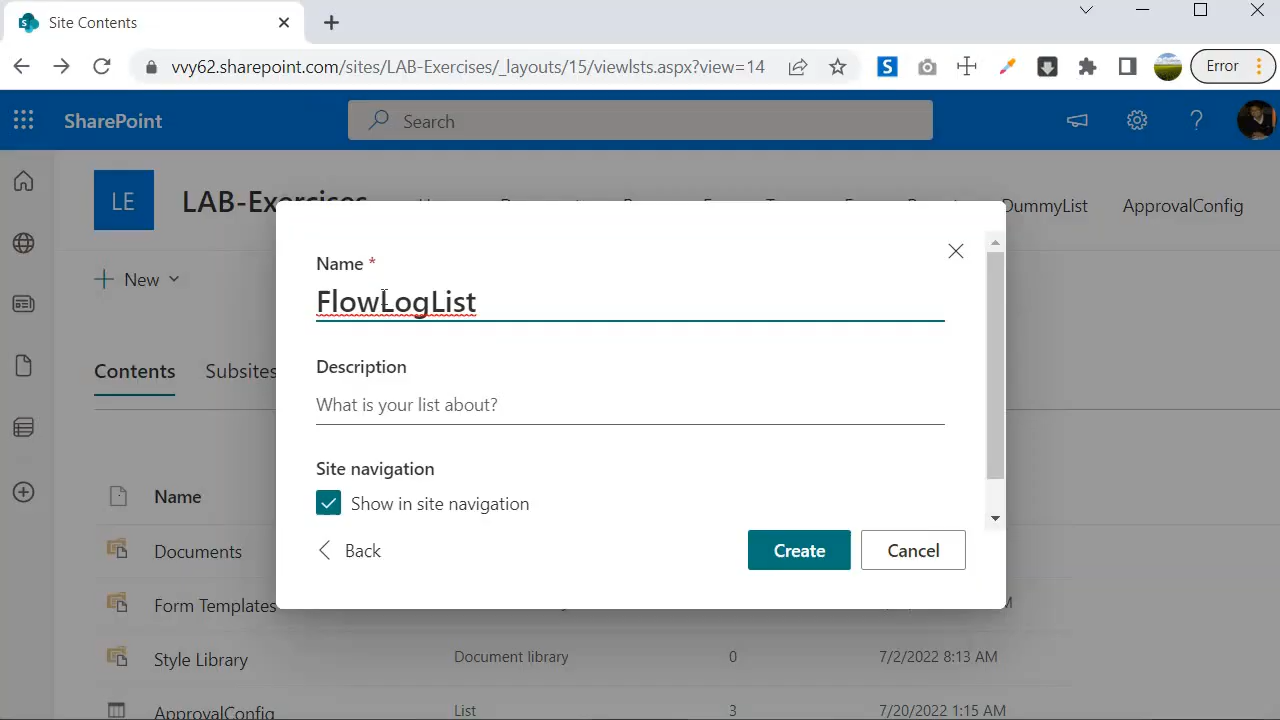 Site Contents
vvy62.sharepoint.com/sites/LAB-Exercises/_layouts/15/viewlsts.aspx?view=14
S
Error
SharePoint
Search
LE
LAB-Exercises
DummyList
ApprovalConfig
New
Name *
FlowLogList
Contents
Subsites
Description
What is your list about?
Site navigation
Show in site navigation
Back
Create
Cancel
Name
Documents
Form Templates
Style Library
Document library
0
7/2/2022 8:13 AM
ApprovalConfig
List
3
7/20/2022 1:15 AM